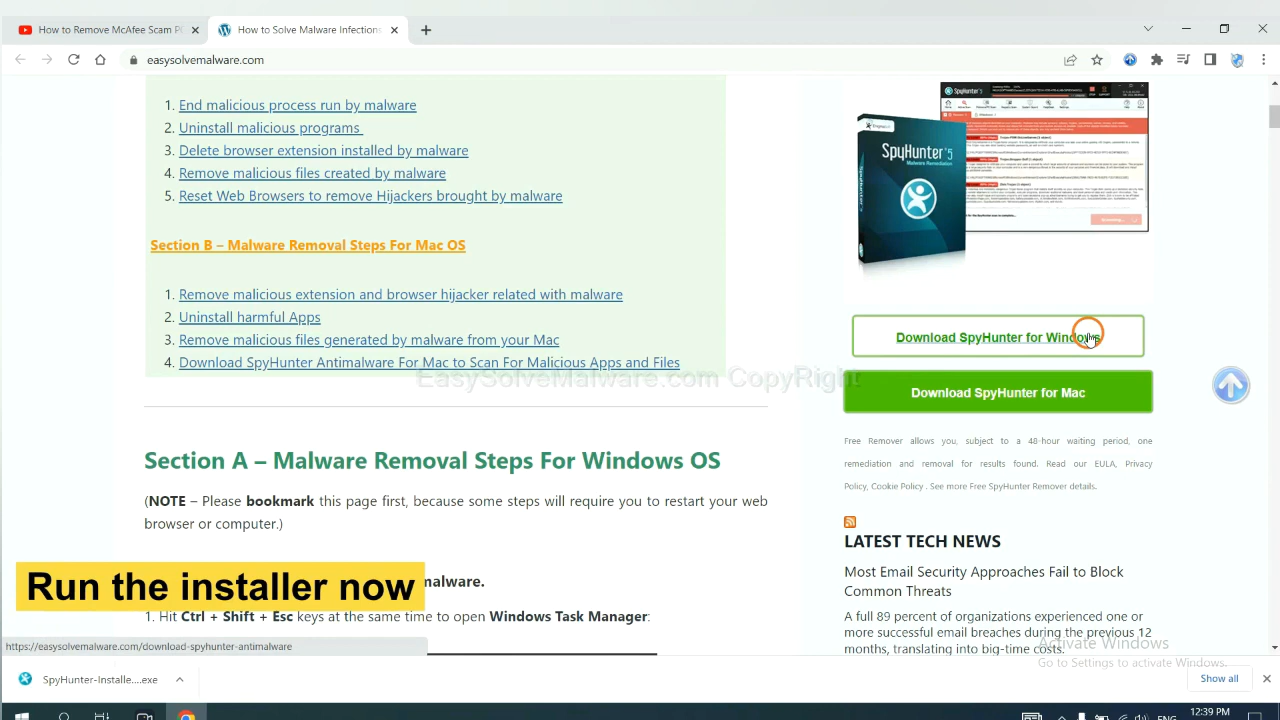 How to Remove McAfee Scam P
How to Solve Malware Infections
easysolvemalware.com
1. End malicious process run by malware
2. Uninstall malicious programs
3. Delete browser installed by malware
4. Remove malicious files created by malware
5. Reset Web Browser hijacker brought by malware
Section B – Malware Removal Steps For Mac OS
1. Remove malicious extension and browser hijacker related with malware
2. Uninstall harmful Apps
3. Remove malicious files generated by malware from your Mac
4. Download SpyHunter Antimalware For Mac to Scan For Malicious Apps and Files
Section A – Malware Removal Steps For Windows OS
(NOTE – Please bookmark this page first, because some steps will require you to restart your web
browser or computer.)
malware.
Run the installer now
1. Hit Ctrl + Shift + Esc keys at the same time to open Windows Task Manager:
https://easysolvemalware.com/download-spyhunter-antimalware
SpyHunter 5
SpyHunter 5
Malware Remediation
Download SpyHunter for Windows
Download SpyHunter for Mac
EasySolveMalware.com CopyRight
Free Remover allows you, subject to a 48-hour waiting period, one
remediation and removal for results found. Read our EULA, Privacy
Policy, Cookie Policy . See more Free SpyHunter Remover details.
LATEST TECH NEWS
Most Email Security Approaches Fail to Block
Common Threats
A full 89 percent of organizations experienced one or
more successful email breaches during the previous 12
months, translating into big-time costs.
Activate Windows
Go to Settings to activate Windows.
SpyHunter-Installe....exe
Show all
ENG
12:39 PM